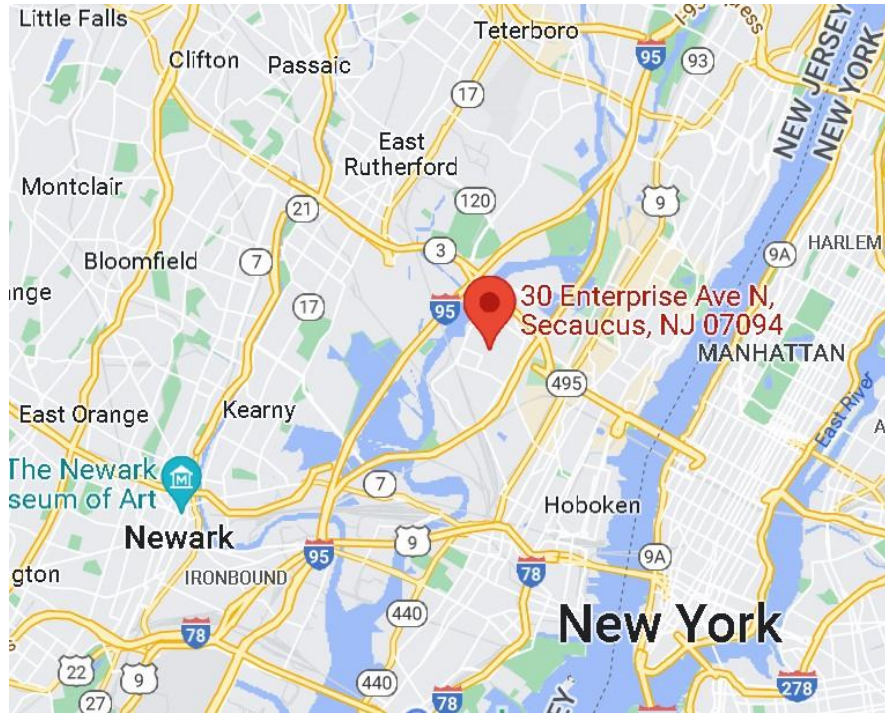 Little Falls
Teterboro
I-95 Express
95
93
Clifton
Passaic
17
NEW JERSEY
NEW YORK
East
Rutherford
Montclair
21
120
9
3
9A
HARLEM
7
Bloomfield
nge
17
95
30 Enterprise Ave N,
Secaucus, NJ 07094
MANHATTAN
495
East Orange
Kearny
East River
A
The Newark
seum of Art
M
7
Hoboken
Newark
9
95
9A
78
gton
IRONBOUND
440
New York
78
22
9
440
278
27
78
EY